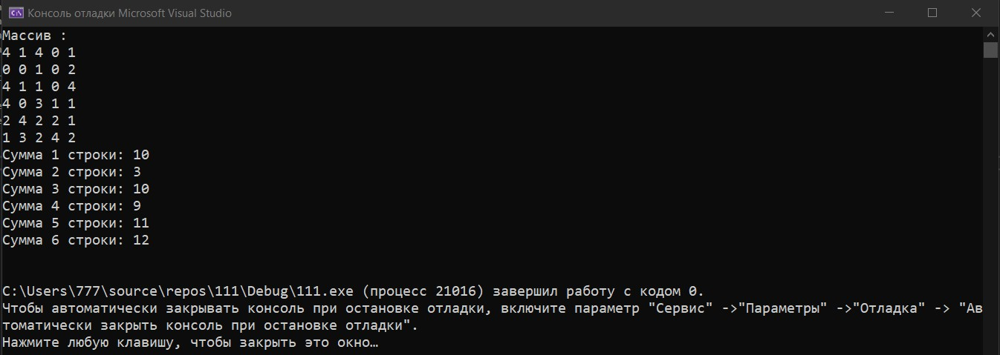 Консоль отладки Microsoft Visual Studio
Массив :
4 1 4 0 1
0 0 1 0 2
4 1 1 0 4
4 0 3 1 1
2 4 2 2 1
1 3 2 4 2
Сумма 1 строки: 10
Сумма 2 строки: 3
Сумма 3 строки: 10
Сумма 4 строки: 9
Сумма 5 строки: 11
Сумма 6 строки: 12
C:\Users\777\source\repos\111\Debug\111.exe (процесс 21016) завершил работу с кодом 0.
Чтобы автоматически закрывать консоль при остановке отладки, включите параметр "Сервис" ->"Параметры" ->"Отладка" -> "Ав
томатически закрыть консоль при остановке отладки".
Нажмите любую клавишу, чтобы закрыть это окно…